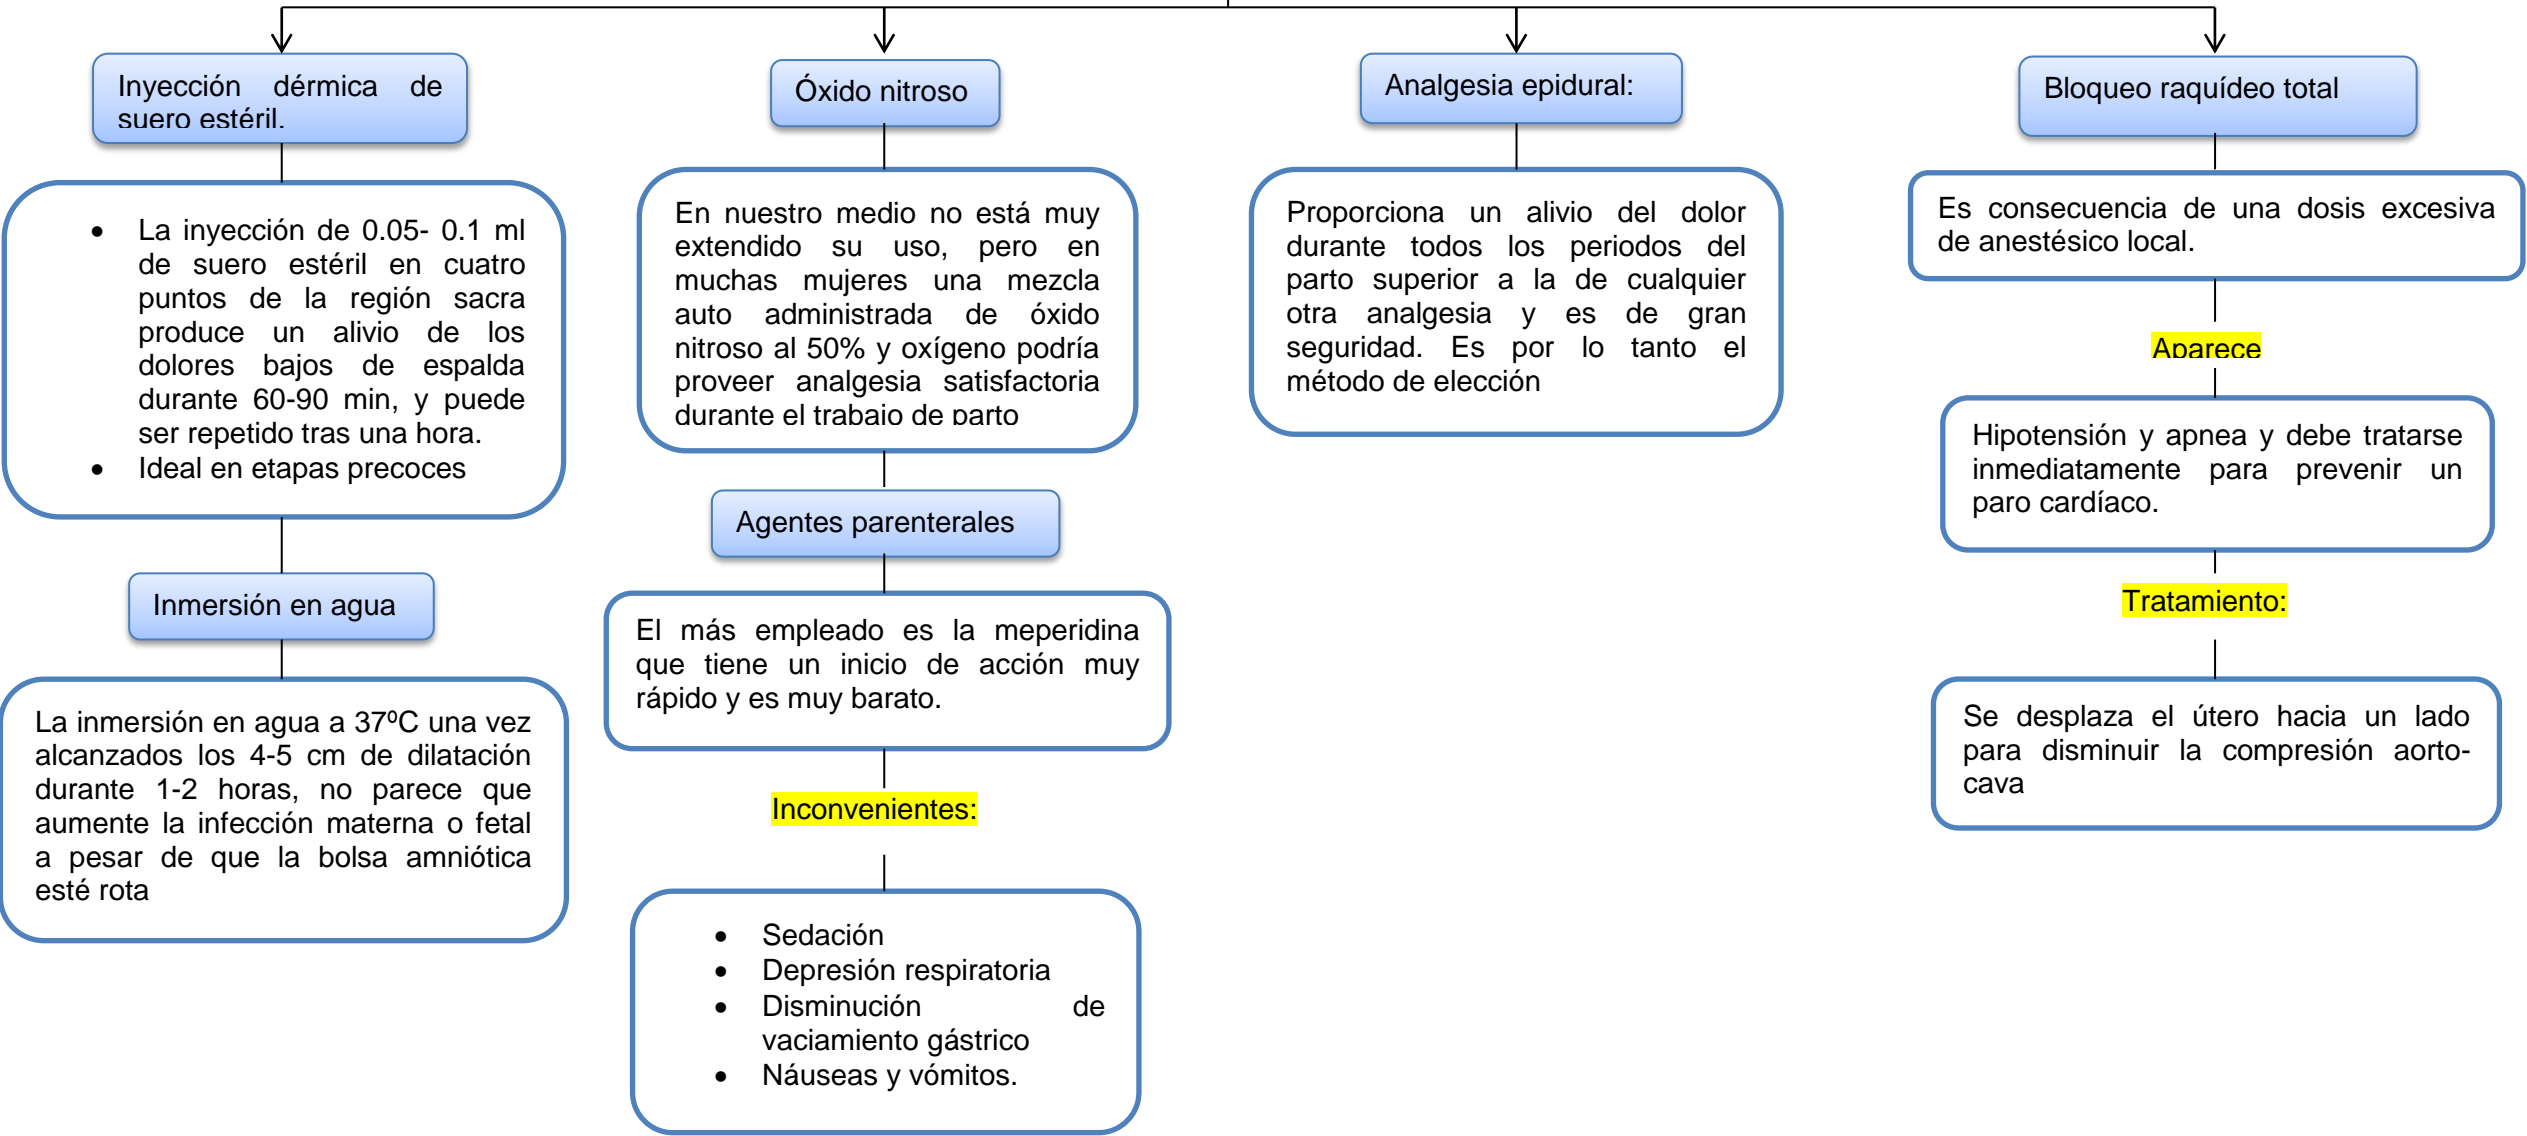 Inyección dérmica de
suero estéril.
La inyección de 0.05- 0.1 ml
de suero estéril en cuatro
puntos de la región sacra
produce un alivio de los
dolores bajos de espalda
durante 60-90 min, y puede
ser repetido tras una hora.
Ideal en etapas precoces
Inmersión en agua
La inmersión en agua a 37ºC una vez
alcanzados los 4-5 cm de dilatación
durante 1-2 horas, no parece que
aumente la infección materna o fetal
a pesar de que la bolsa amniótica
esté rota
Óxido nitroso
En nuestro medio no está muy
extendido su uso, pero en
muchas mujeres una mezcla
auto administrada de óxido
nitroso al 50% y oxígeno podría
proveer analgesia satisfactoria
durante el trabajo de parto
Agentes parenterales
El más empleado es la meperidina
que tiene un inicio de acción muy
rápido y es muy barato.
Inconvenientes:
Sedación
Depresión respiratoria
Disminución de
vaciamiento gástrico
Náuseas y vómitos.
Analgesia epidural:
Proporciona un alivio del dolor
durante todos los periodos del
parto superior a la de cualquier
otra analgesia y es de gran
seguridad. Es por lo tanto el
método de elección
Bloqueo raquídeo total
Es consecuencia de una dosis excesiva
de anestésico local.
Aparece
Hipotensión y apnea y debe tratarse
inmediatamente para prevenir un
paro cardíaco.
Tratamiento:
Se desplaza el útero hacia un lado
para disminuir la compresión aorto-
cava